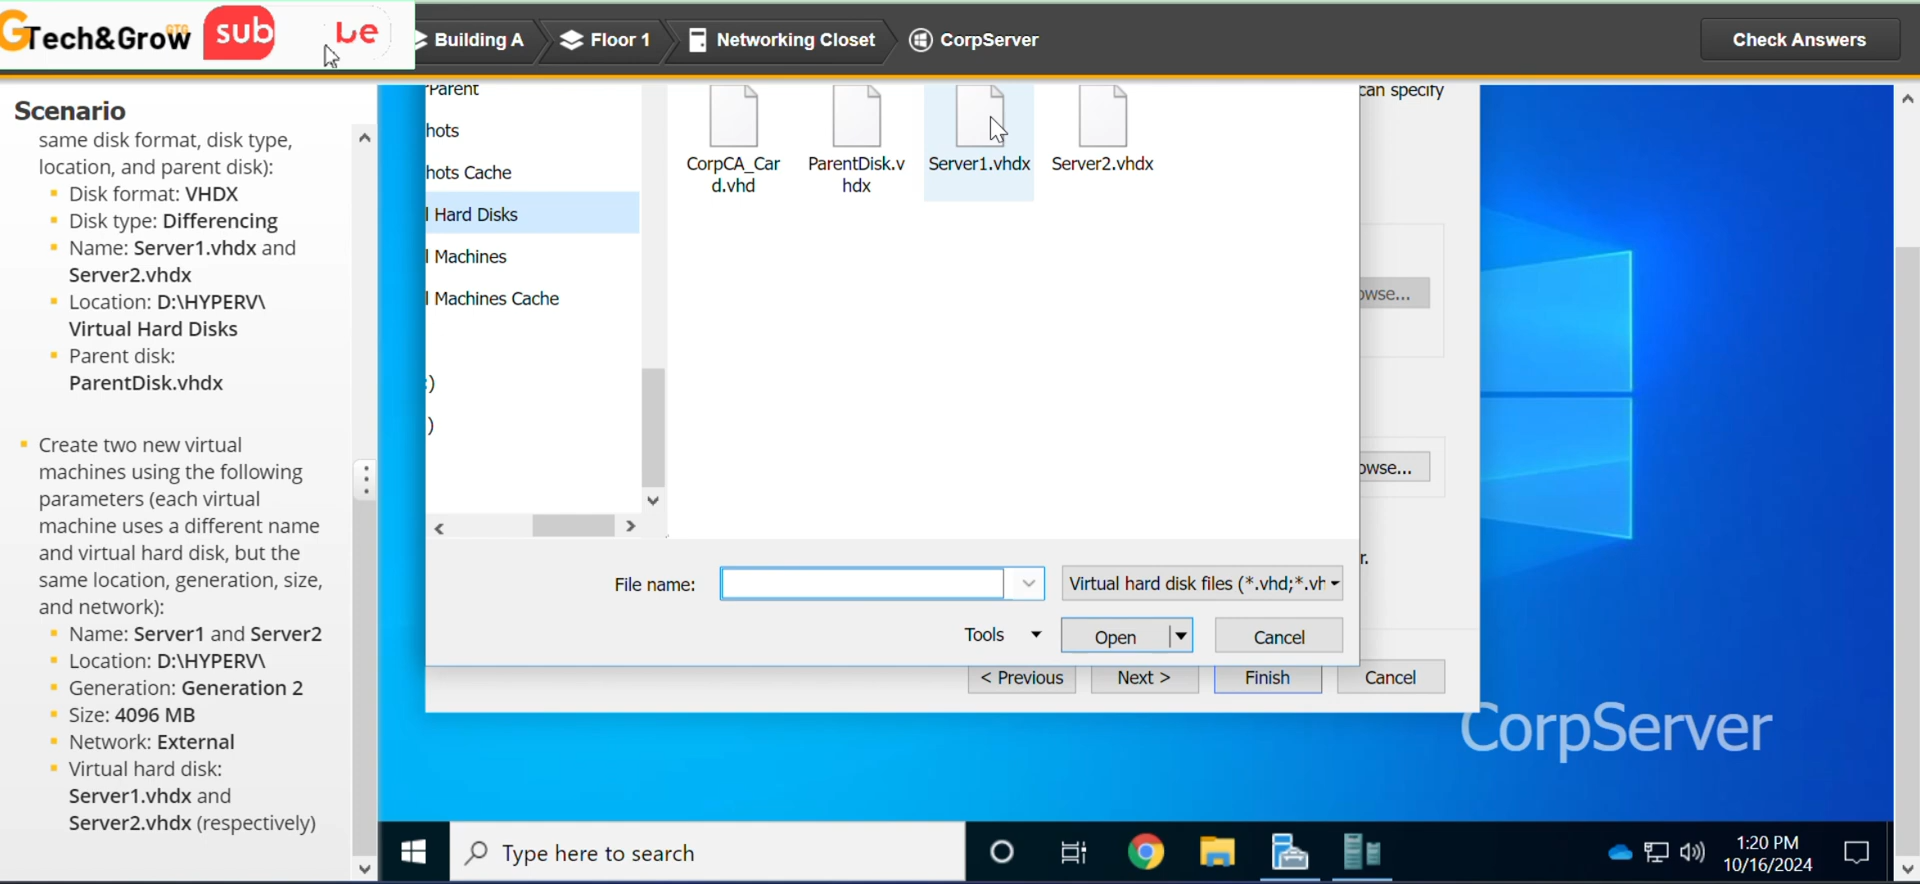 Tech&Grow GTG sub be
Building A
Floor 1
Networking Closet
CorpServer
Check Answers
Scenario
same disk format, disk type,
location, and parent disk):
Disk format: VHDX
Disk type: Differencing
Name: Server1.vhdx and
Server2.vhdx
Location: D:\HYPERV\
Virtual Hard Disks
Parent disk:
ParentDisk.vhdx
Create two new virtual
machines using the following
parameters (each virtual
machine uses a different name
and virtual hard disk, but the
same location, generation, size,
and network):
Name: Server1 and Server2
Location: D:\HYPERV\
Generation: Generation 2
Size: 4096 MB
Network: External
Virtual hard disk:
Server1.vhdx and
Server2.vhdx (respectively)
rParent
hots
hots Cache
l Hard Disks
l Machines
l Machines Cache
:)
)
CorpCA_Car
d.vhd
ParentDisk.v
hdx
Server1.vhdx
Server2.vhdx
can specify
owse...
owse...
r.
File name:
Virtual hard disk files (*.vhd;*.vh
Tools
Open
Cancel
< Previous
Next >
Finish
Cancel
CorpServer
Type here to search
1:20 PM
10/16/2024